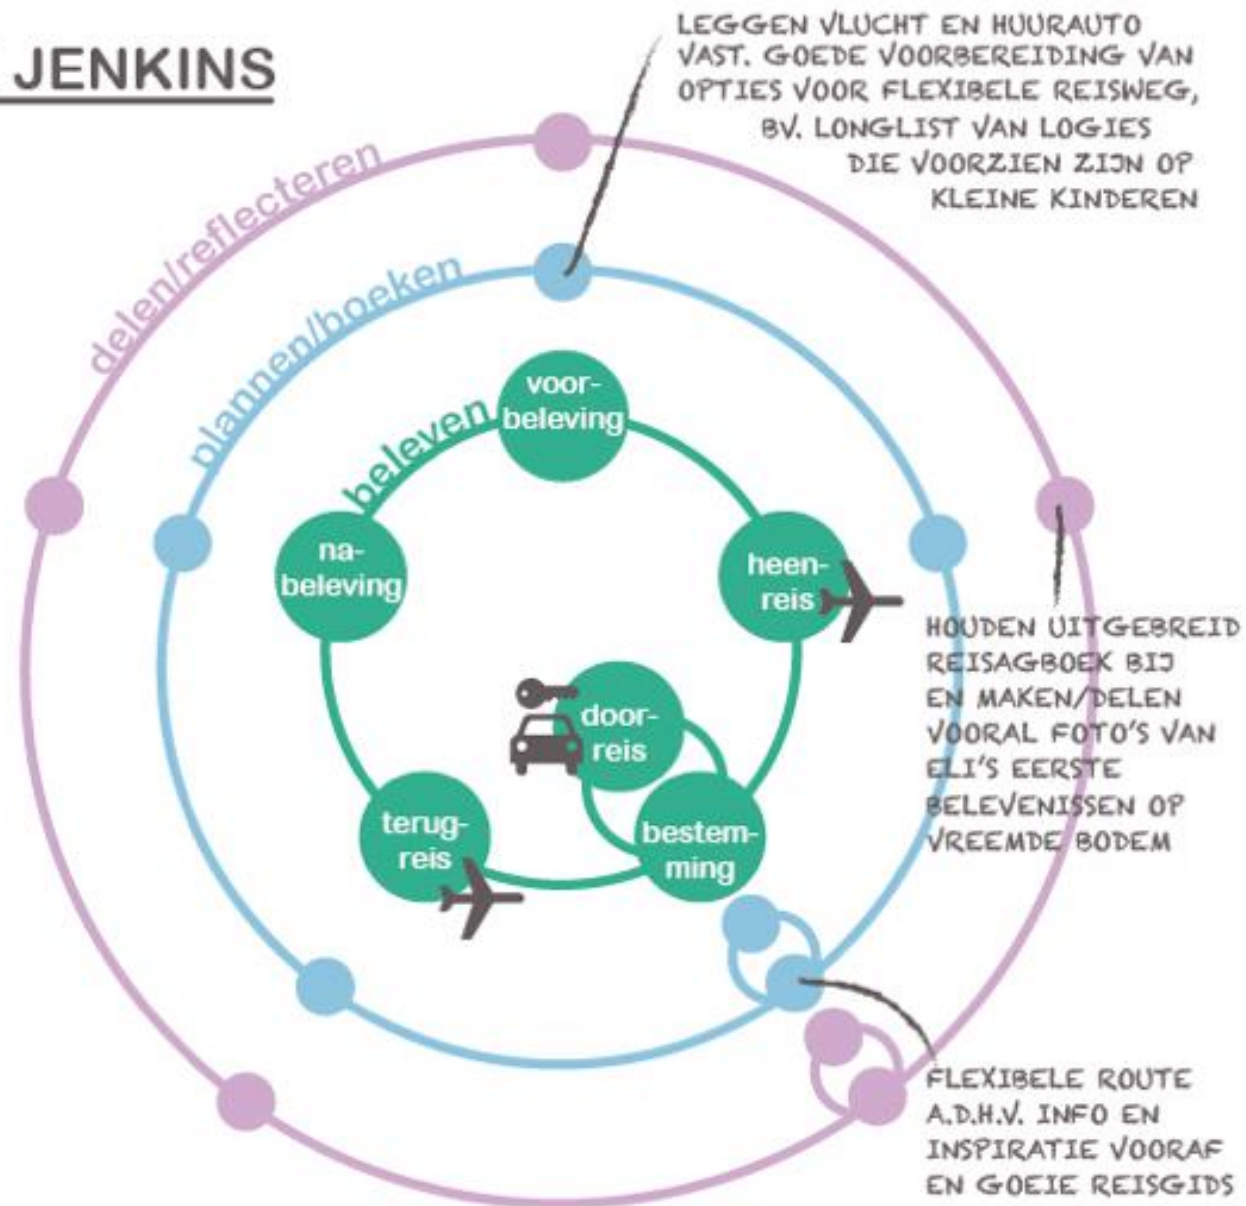 JENKINS
LEGGEN VLUCHT EN HUURAUTO
VAST. GOEDE VOORBEREIDING VAN
OPTIES VOOR FLEXIBELE REISWEG,
BV. LONGLIST VAN LOGIES
DIE VOORZIEN ZIJN OP
KLEINE KINDEREN
delen/reflecteren
plannen/boeken
beleven
voor-
beleving
na-
beleving
heen-
reis
door-
reis
terug-
reis
bestem-
ming
HOUDEN UITGEBREID
REISAGBOEK BIJ
EN MAKEN/DELEN
VOORAL FOTO'S VAN
ELI'S EERSTE
BELEVENISSEN OP
VREEMDE BODEM
FLEXIBELE ROUTE
A.D.H.V. INFO EN
INSPIRATIE VOORAF
EN GOEIE REISGIDS